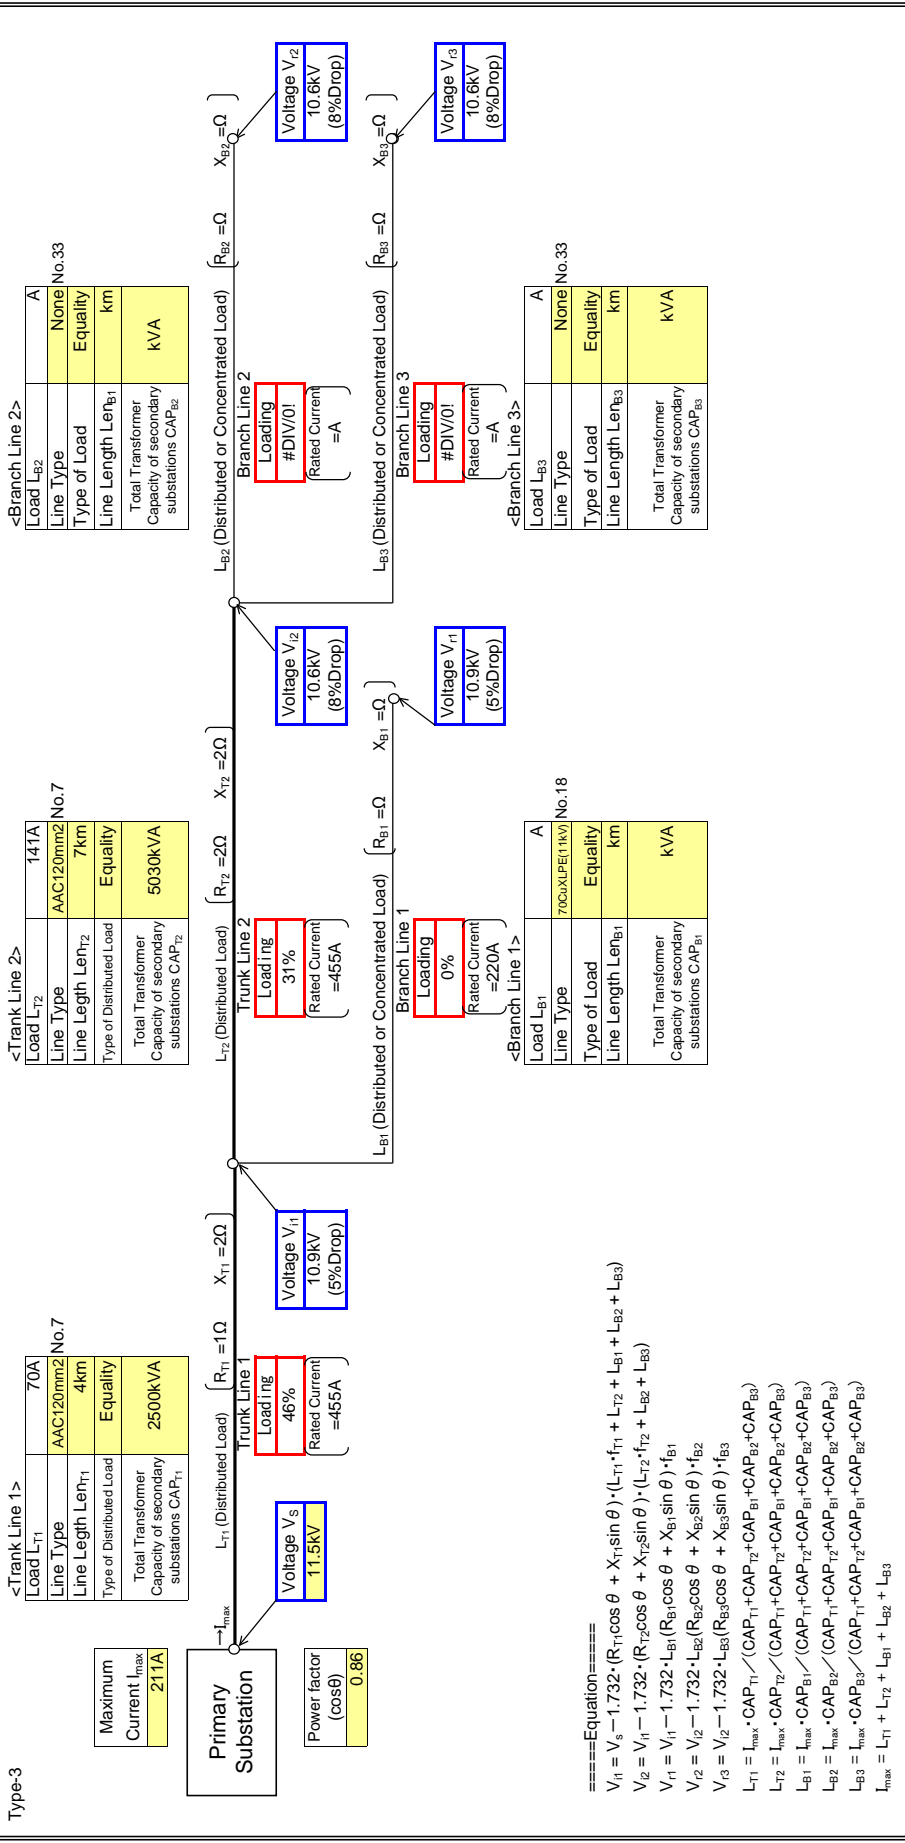 Type-3
Maximum
Current Imax
211A
Primary
Substation
Power factor
(cosθ)
0.86
→Imax
Voltage VS
11.5kV
<Trank Line 1>
Load LT1 70A
Line Type AAC120mm2 No.7
Line Legth LenT1 4km
Type of Distributed Load Equality
Total Transformer
Capacity of secondary
substations CAPT1
2500kVA
LT1 (Distributed Load) RT1 =1Ω XT1 =2Ω
Trunk Line 1
Loading
46%
Rated Current
=455A
Voltage Vi1
10.9kV
(5%Drop)
<Trank Line 2>
Load LT2 141A
Line Type AAC120mm2 No.7
Line Legth LenT2 7km
Type of Distributed Load Equality
Total Transformer
Capacity of secondary
substations CAPT2
5030kVA
LT2 (Distributed Load) RT2 =2Ω XT2 =2Ω
Trunk Line 2
Loading
31%
Rated Current
=455A
Voltage Vi2
10.6kV
(8%Drop)
LB1 (Distributed or Concentrated Load) RB1 =Ω XB1 =Ω
Branch Line 1
Loading
0%
Rated Current
=220A
Voltage Vr1
10.9kV
(5%Drop)
<Branch Line 1>
Load LB1 A
Line Type 70CuXLPE(11kV) No.18
Type of Load Equality
Line Length LenB1 km
Total Transformer
Capacity of secondary
substations CAPB1
kVA
<Branch Line 2>
Load LB2 A
Line Type None No.33
Type of Load Equality
Line Length LenB1 km
Total Transformer
Capacity of secondary
substations CAPB2
kVA
LB2 (Distributed or Concentrated Load) RB2 =Ω XB2 =Ω
Branch Line 2
Loading
#DIV/0!
Rated Current
=A
Voltage Vr2
10.6kV
(8%Drop)
LB3 (Distributed or Concentrated Load) RB3 =Ω XB3 =Ω
Branch Line 3
Loading
#DIV/0!
Rated Current
=A
Voltage Vr3
10.6kV
(8%Drop)
<Branch Line 3>
Load LB3 A
Line Type None No.33
Type of Load Equality
Line Length LenB3 km
Total Transformer
Capacity of secondary
substations CAPB3
kVA
=====Equation=====
Vi1 = Vs－1.732・(RT1cos θ + XT1sin θ)・(LT1・fT1 + LT2 + LB1 + LB2 + LB3)
Vi2 = Vi1－1.732・(RT2cos θ + XT2sin θ)・(LT2・fT2 + LB2 + LB3)
Vr1 = Vi1－1.732・LB1(RB1cos θ + XB1sin θ)・fB1
Vr2 = Vi2－1.732・LB2(RB2cos θ + XB2sin θ)・fB2
Vr3 = Vi2－1.732・LB3(RB3cos θ + XB3sin θ)・fB3
LT1 = Imax・CAPT1／(CAPT1+CAPT2+CAPB1+CAPB2+CAPB3)
LT2 = Imax・CAPT2／(CAPT1+CAPT2+CAPB1+CAPB2+CAPB3)
LB1 = Imax・CAPB1／(CAPT1+CAPT2+CAPB1+CAPB2+CAPB3)
LB2 = Imax・CAPB2／(CAPT1+CAPT2+CAPB1+CAPB2+CAPB3)
LB3 = Imax・CAPB3／(CAPT1+CAPT2+CAPB1+CAPB2+CAPB3)
Imax = LT1 + LT2 + LB1 + LB2 + LB3